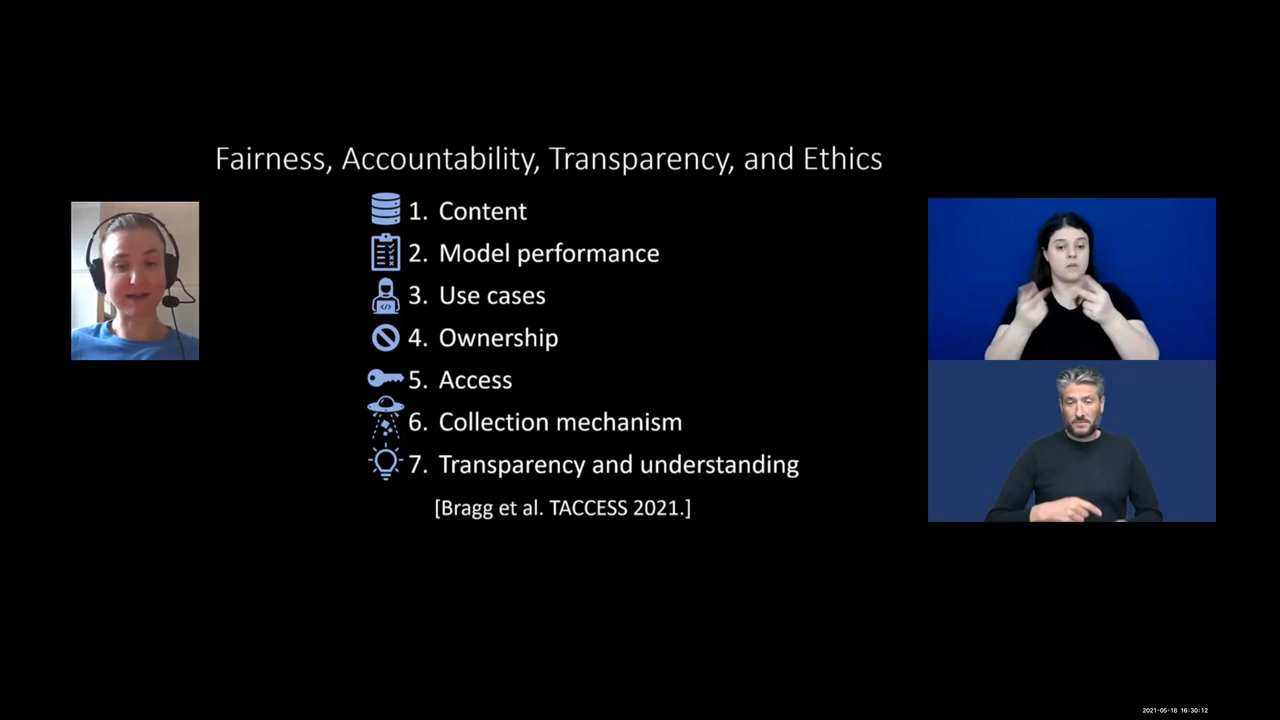 Fairness, Accountability, Transparency, and Ethics
1. Content
2. Model performance
3. Use cases
4. Ownership
5. Access
6. Collection mechanism
7. Transparency and understanding
[Bragg et al. TACCESS 2021.]
2021-05-18 16:30:12